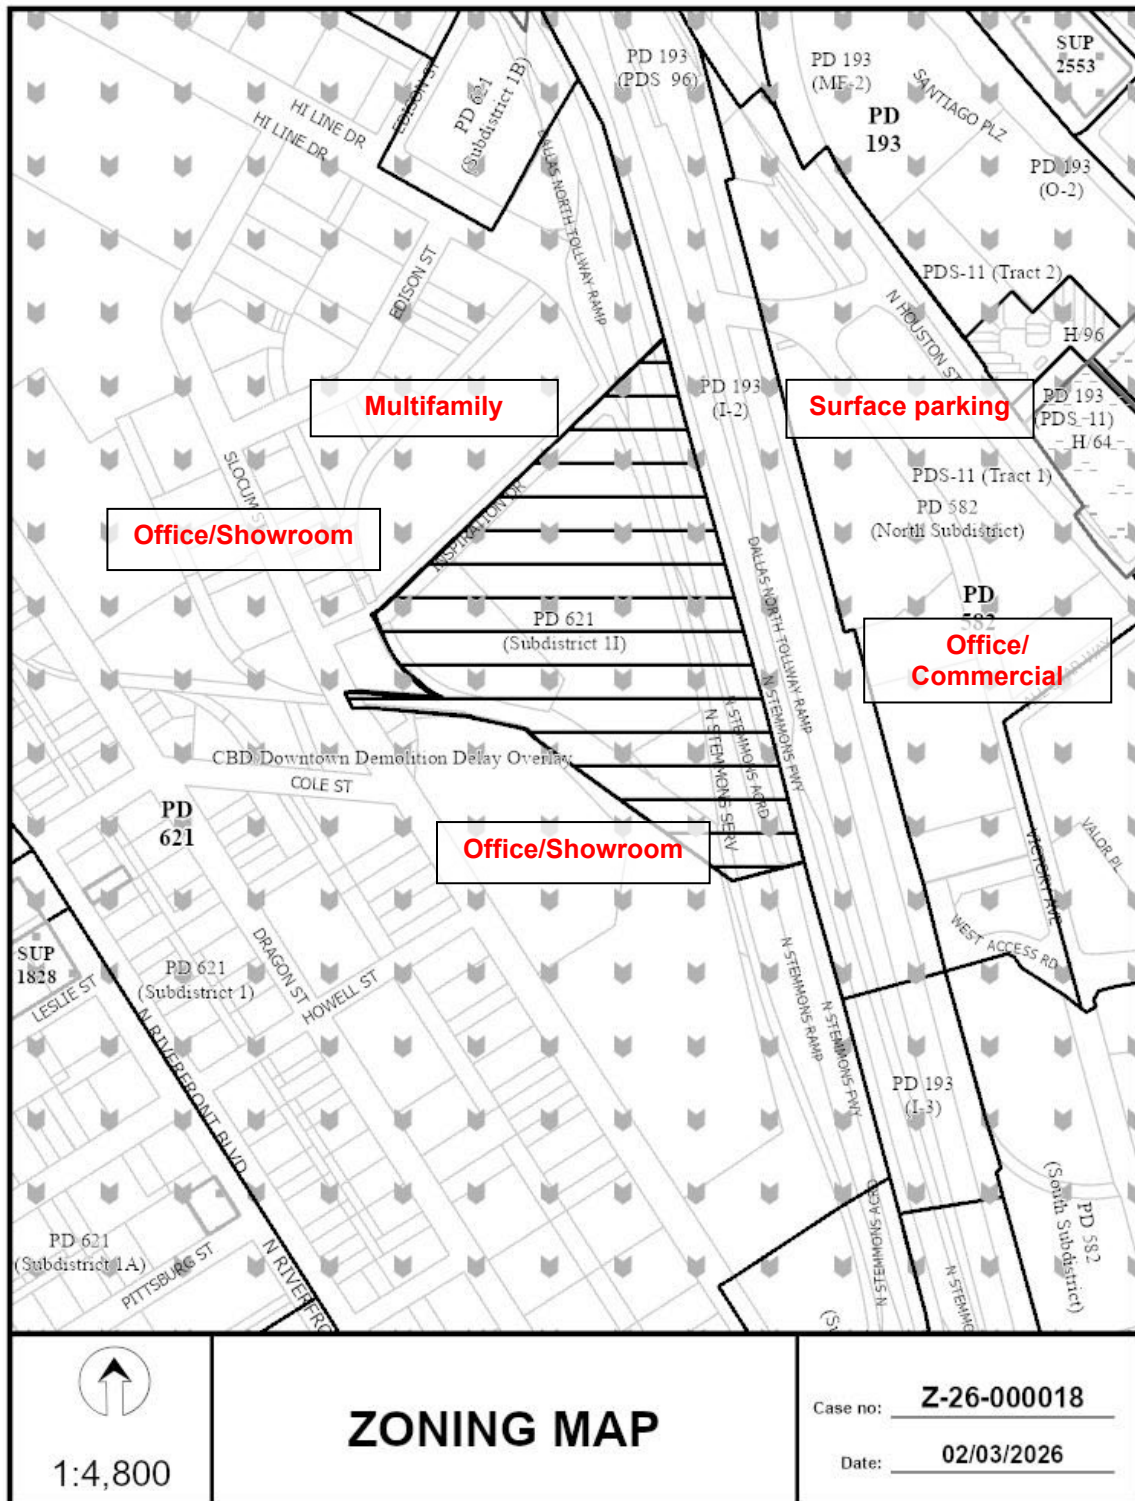 PD 193
(PDS 96)
PD 193
(MF-2)
SUP
2553
PD
193
SANTIAGO PLZ
EDISON ST
PD 621
(Subdistrict 1B)
HI LINE DR
HI LINE DR
DALLAS NORTH TOLLWAY RAMP
PD 193
(O-2)
EDISON ST
PDS-11 (Tract 2)
N HOUSTON ST
H/96
PD 193
(I-2)
PD 193
(PDS-11)
H/64
Multifamily
Surface parking
SLOCUM ST
INSPIRATION DR
PDS-11 (Tract 1)
PD 582
(North Subdistrict)
Office/Showroom
DALLAS NORTH TOLLWAY RAMP
PD
582
PD 621
(Subdistrict 1I)
Office/
Commercial
N STEMMONS FWY
N STEMMONS ACRD
N STEMMONS SERV
CBD Downtown Demolition Delay Overlay
COLE ST
PD
621
Office/Showroom
VICTORY AVE
VALOR PL
WEST ACCESS RD
SUP
1828
LESLIE ST
PD 621
(Subdistrict 1)
DRAGON ST
HOWELL ST
N STEMMONS RAMP
N STEMMONS FWY
N RIVERFRONT BLVD
PD 193
(I-3)
PD 582
(South Subdistrict)
N STEMMONS ACRD
PD 621
(Subdistrict 1A)
PITTSBURG ST
N RIVERFRO
N STEMMO
(Su
1:4,800
ZONING MAP
Case no: Z-26-000018
Date: 02/03/2026